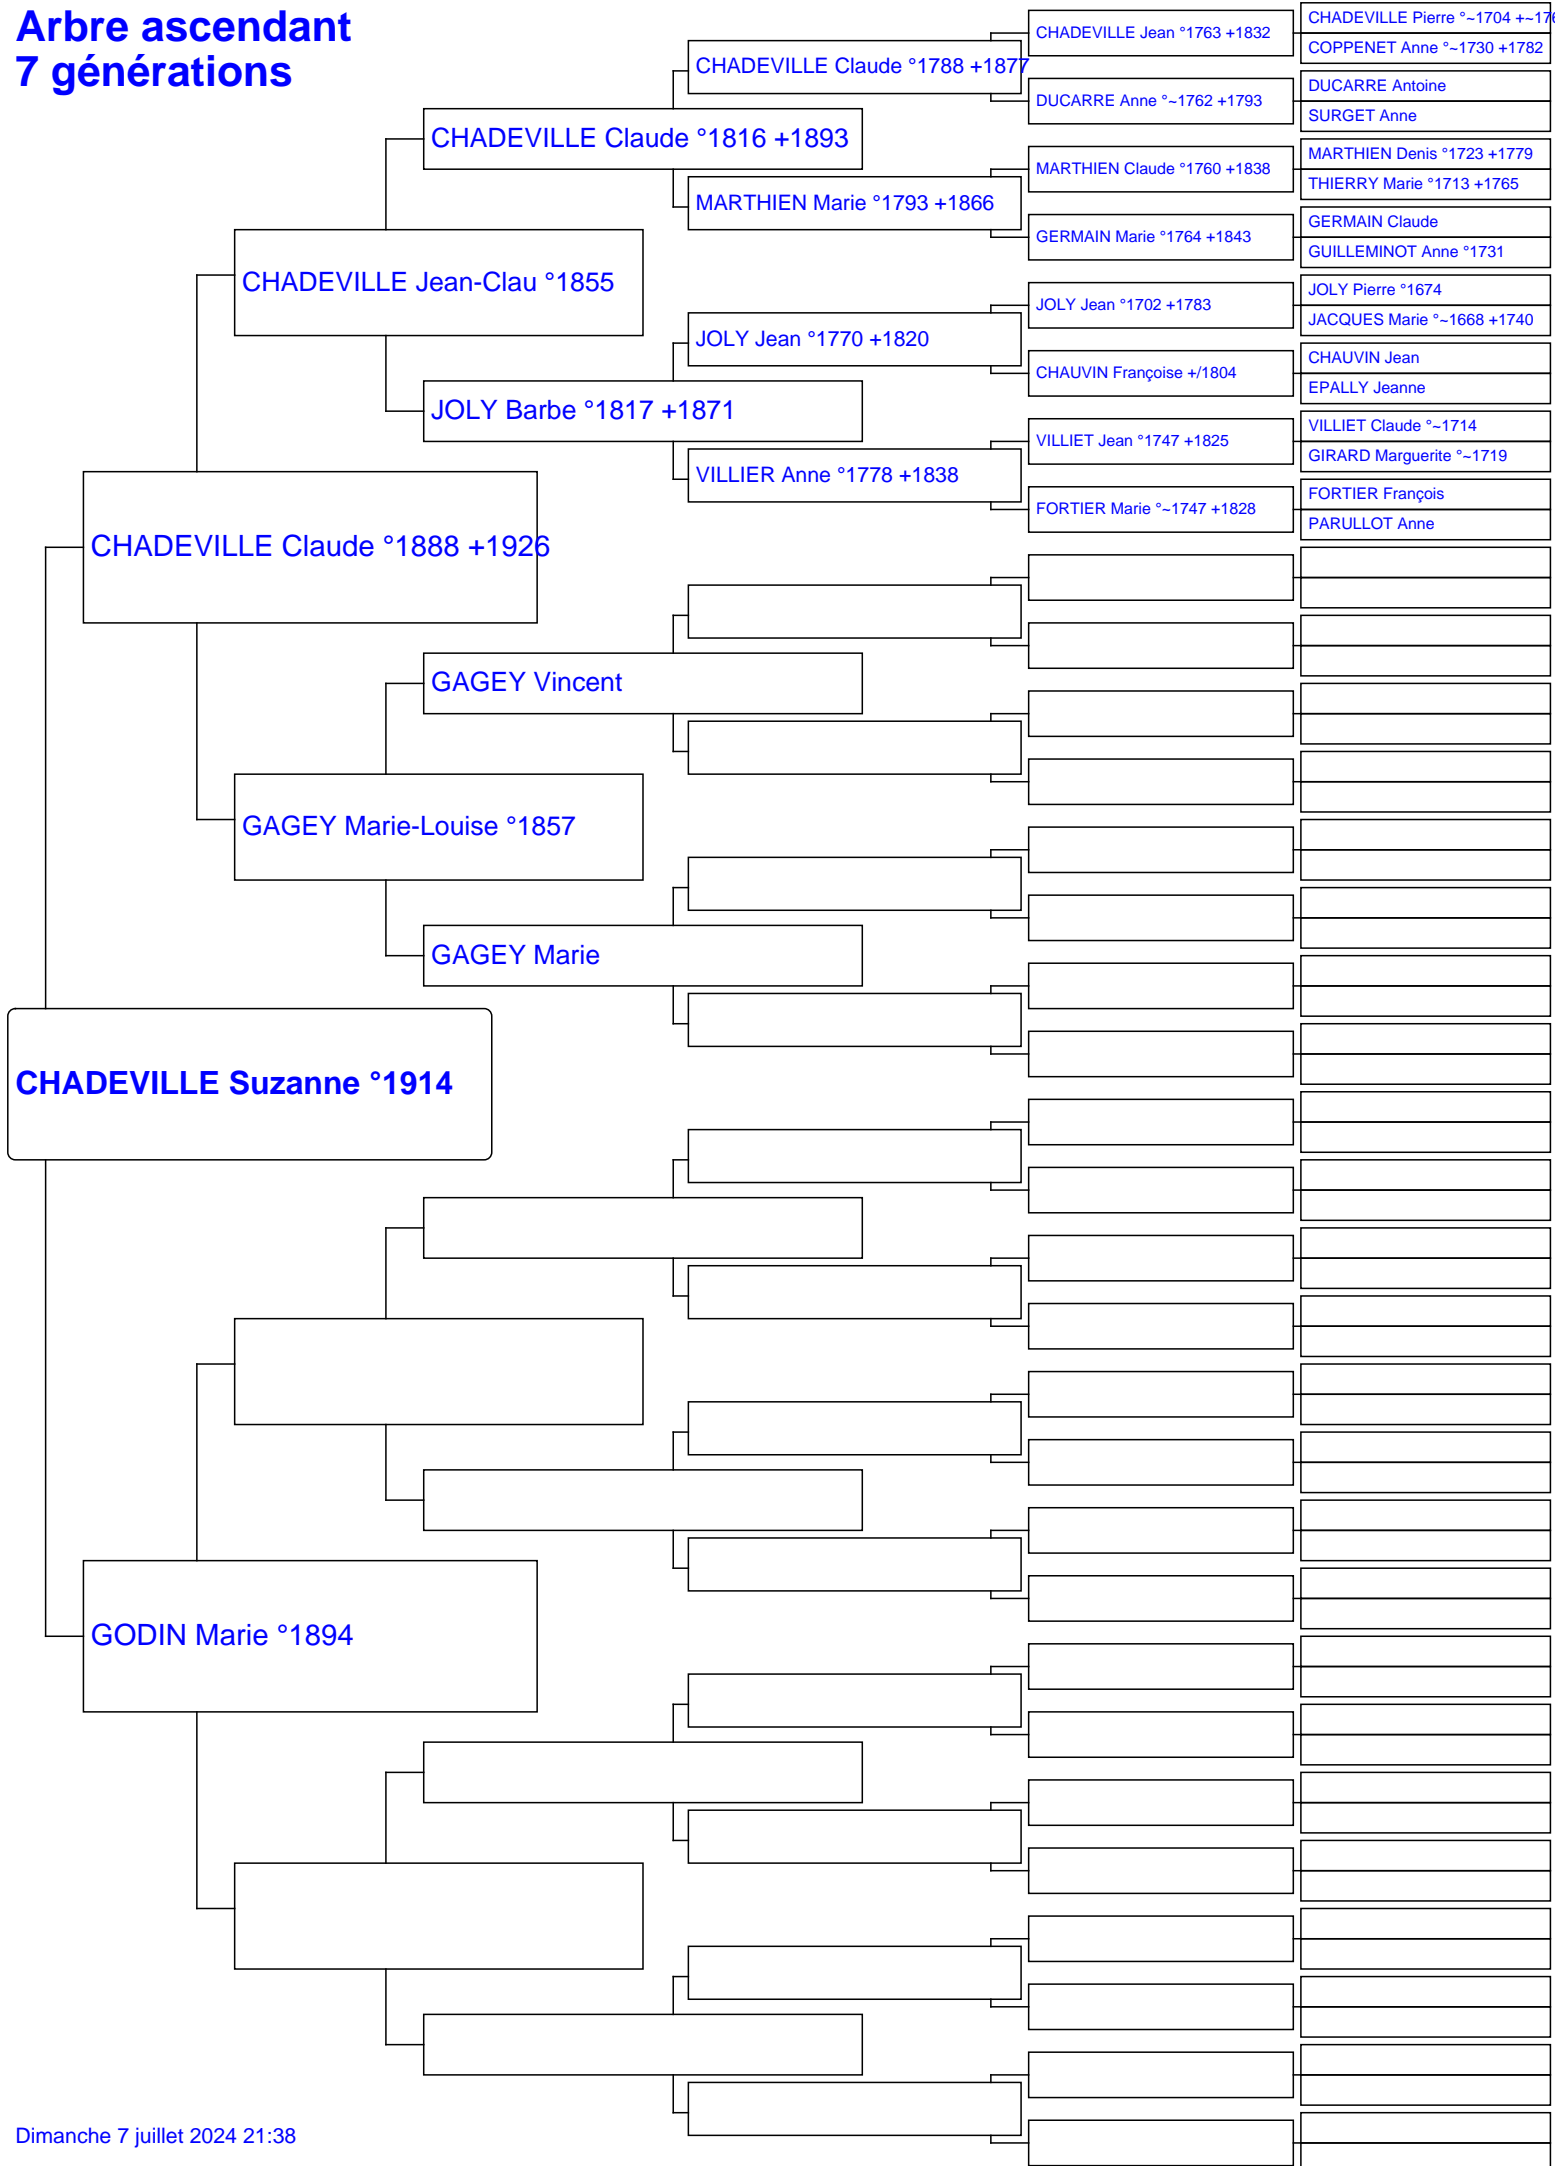 Arbre ascendant
7 générations
CHADEVILLE Suzanne °1914
CHADEVILLE Claude °1888 +1926
GODIN Marie °1894
CHADEVILLE Jean-Clau °1855
GAGEY Marie-Louise °1857
CHADEVILLE Claude °1816 +1893
JOLY Barbe °1817 +1871
GAGEY Vincent
GAGEY Marie
CHADEVILLE Claude °1788 +1877
MARTHIEN Marie °1793 +1866
JOLY Jean °1770 +1820
VILLIER Anne °1778 +1838
CHADEVILLE Jean °1763 +1832
DUCARRE Anne °~1762 +1793
MARTHIEN Claude °1760 +1838
GERMAIN Marie °1764 +1843
JOLY Jean °1702 +1783
CHAUVIN Françoise +/1804
VILLIET Jean °1747 +1825
FORTIER Marie °~1747 +1828
CHADEVILLE Pierre °~1704
COPPENET Anne °~1730 +1782
DUCARRE Antoine
SURGET Anne
MARTHIEN Denis °1723 +1779
THIERRY Marie °1713 +1765
GERMAIN Claude
GUILLEMINOT Anne °1731
JOLY Pierre °1674
JACQUES Marie °~1668 +1740
CHAUVIN Jean
EPALLY Jeanne
VILLIET Claude °~1714
GIRARD Marguerite °~1719
FORTIER François
PARULLOT Anne
Dimanche 7 juillet 2024 21:38